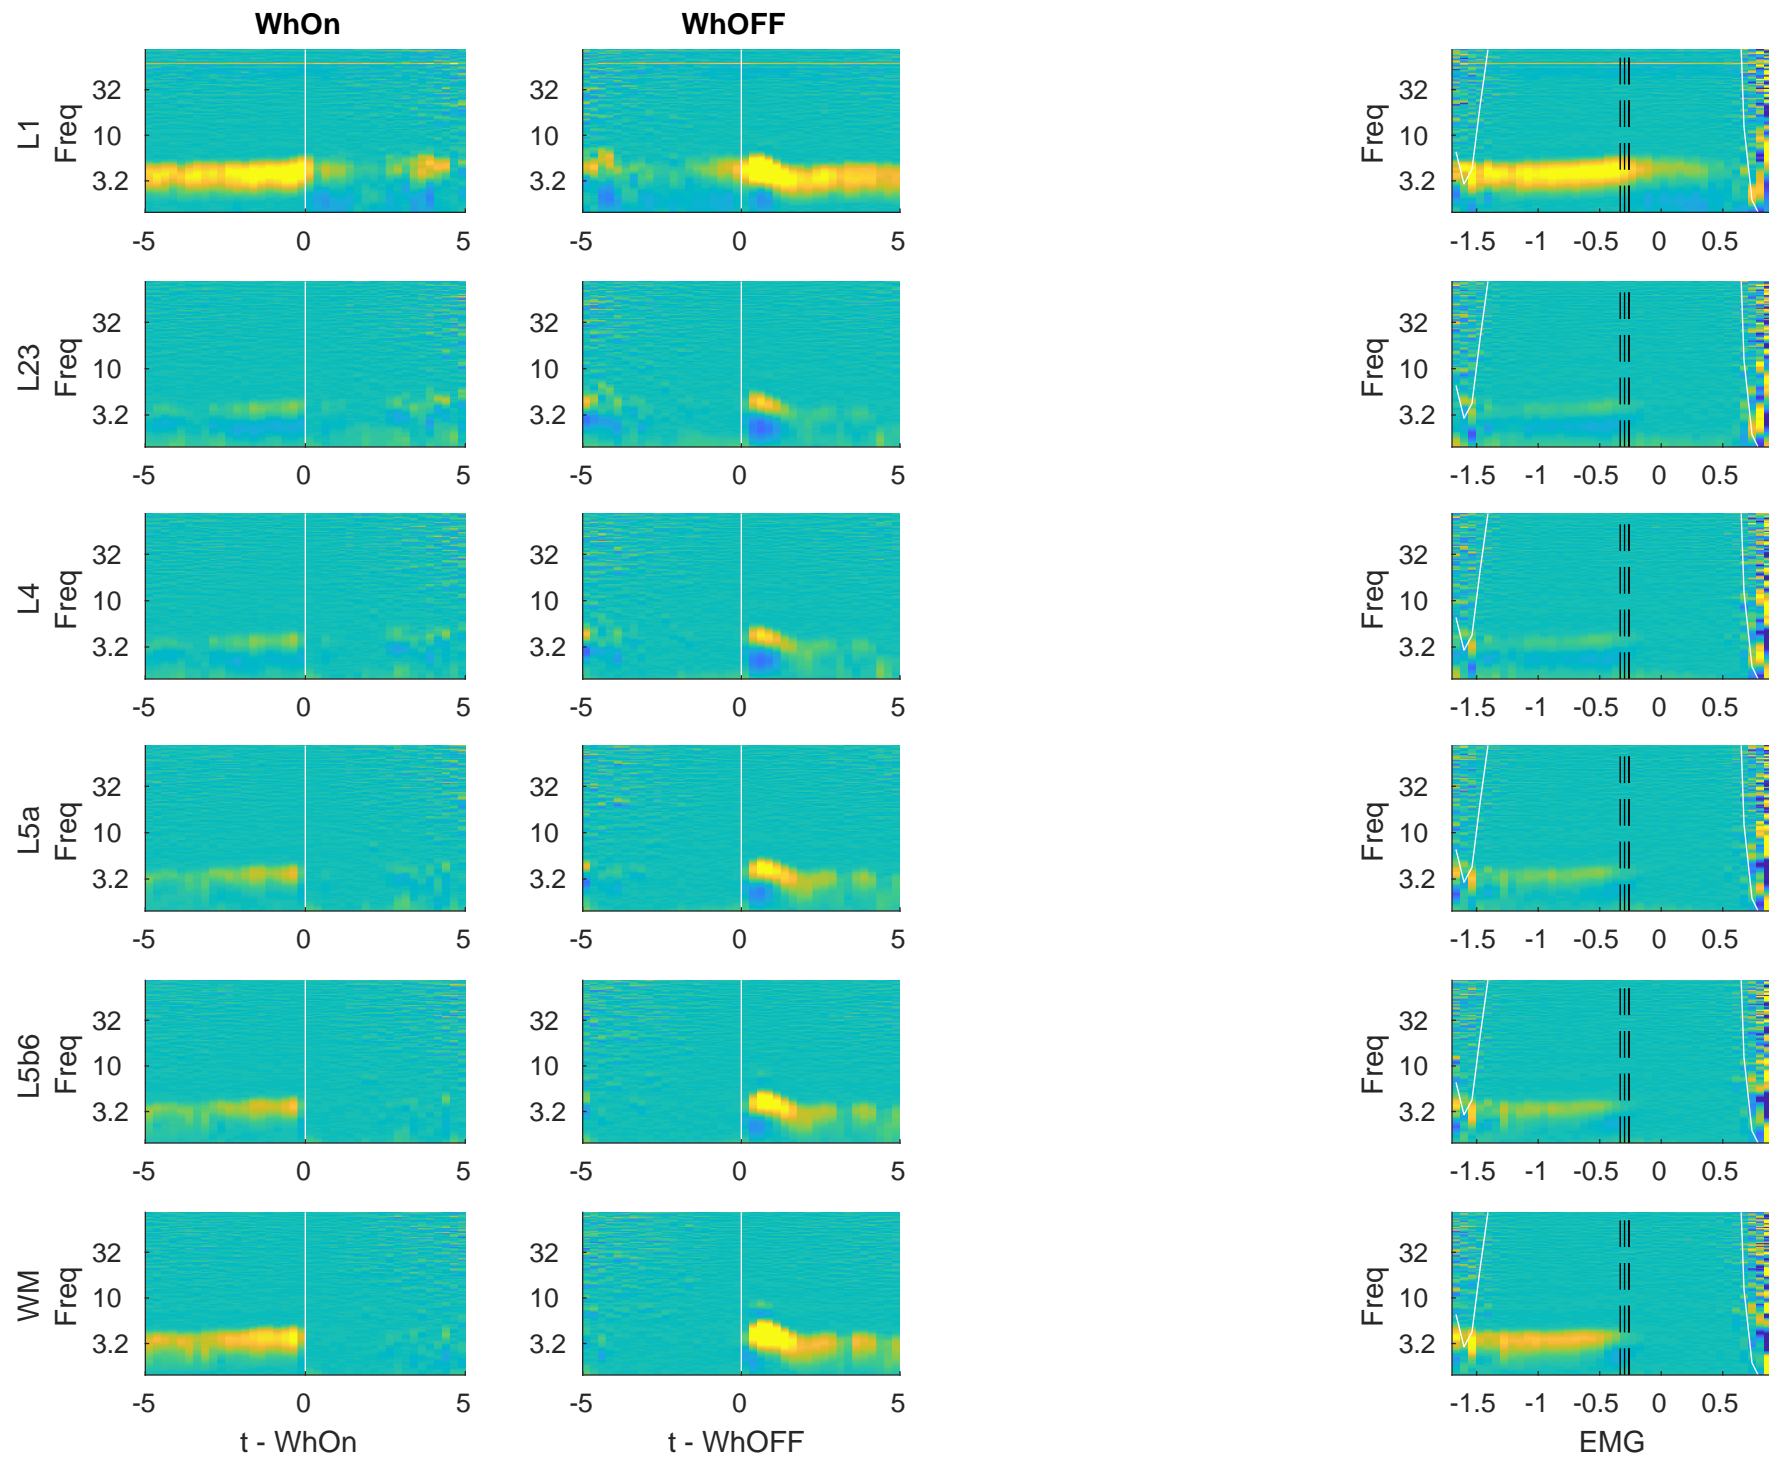 WhOn WhOFF
L1
Freq 32 10 3.2 32 10 3.2 Freq 32 10 3.2
-5 0 5 -5 0 5 -1.5 -1 -0.5 0 0.5
L23
Freq 32 10 3.2 32 10 3.2 Freq 32 10 3.2
-5 0 5 -5 0 5 -1.5 -1 -0.5 0 0.5
L4
Freq 32 10 3.2 32 10 3.2 Freq 32 10 3.2
-5 0 5 -5 0 5 -1.5 -1 -0.5 0 0.5
L5a
Freq 32 10 3.2 32 10 3.2 Freq 32 10 3.2
-5 0 5 -5 0 5 -1.5 -1 -0.5 0 0.5
L5b6
Freq 32 10 3.2 32 10 3.2 Freq 32 10 3.2
-5 0 5 -5 0 5 -1.5 -1 -0.5 0 0.5
WM
Freq 32 10 3.2 32 10 3.2 Freq 32 10 3.2
-5 0 5 -5 0 5 -1.5 -1 -0.5 0 0.5
t - WhOn t - WhOFF EMG